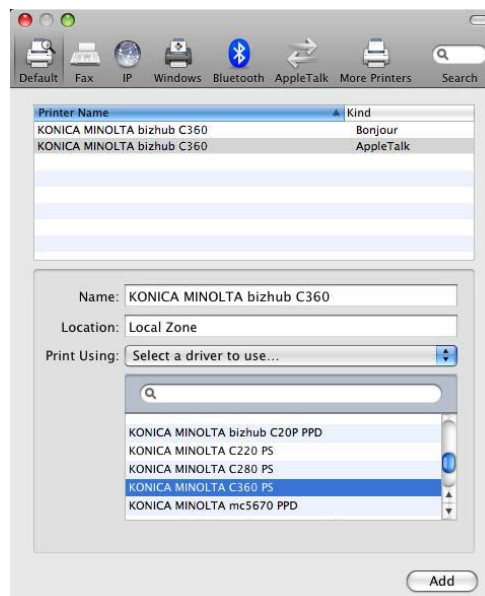 Default Fax IP Windows Bluetooth AppleTalk More Printers Search
Printer Name Kind
KONICA MINOLTA bizhub C360 Bonjour
KONICA MINOLTA bizhub C360 AppleTalk
Name: KONICA MINOLTA bizhub C360
Location: Local Zone
Print Using: Select a driver to use...
KONICA MINOLTA bizhub C20P PPD
KONICA MINOLTA C220 PS
KONICA MINOLTA C280 PS
KONICA MINOLTA C360 PS
KONICA MINOLTA mc5670 PPD
Add